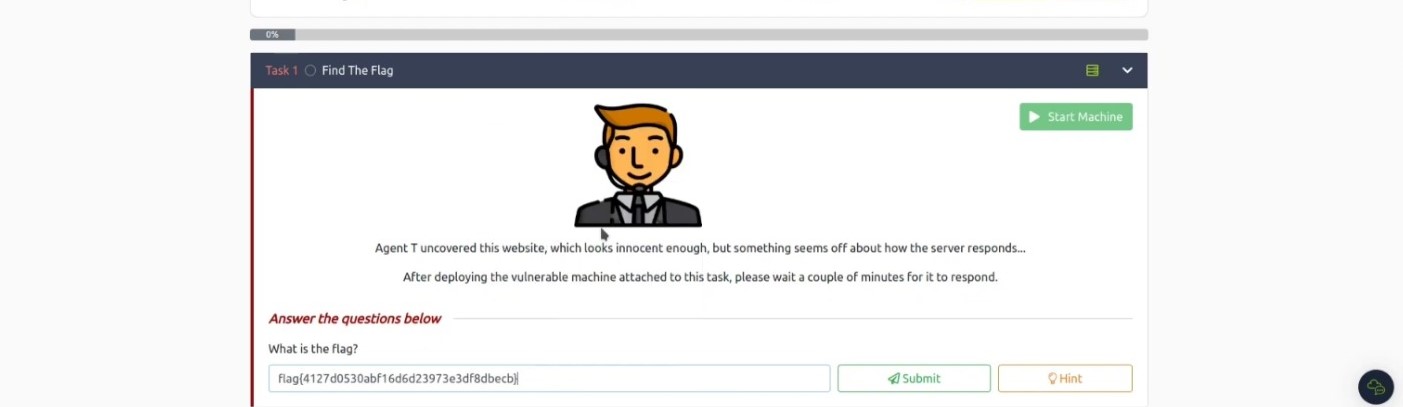 0%
Task 1 Find The Flag
Start Machine
Agent T uncovered this website, which looks innocent enough, but something seems off about how the server responds...
After deploying the vulnerable machine attached to this task, please wait a couple of minutes for it to respond.
Answer the questions below
What is the flag?
flag{4127d0530abf16d6d23973e3df8dbecb}
Submit
Hint